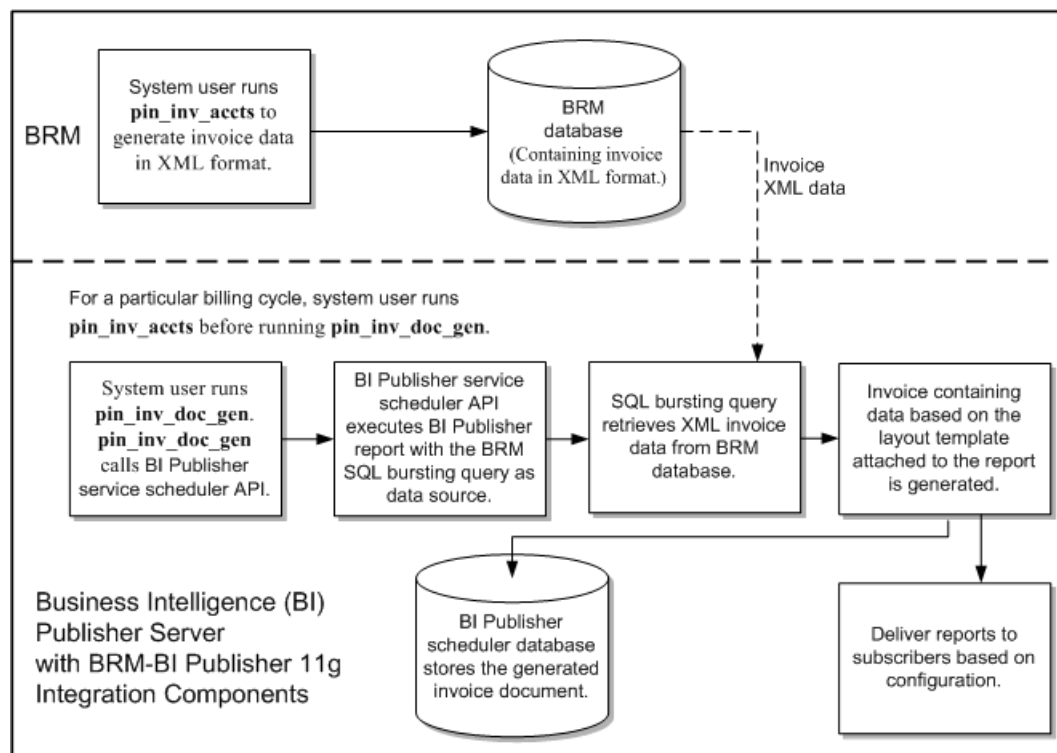 BRM
System user runs
pin_inv_accts to
generate invoice data
in XML format.
BRM
database
(Containing invoice
data in XML format.)
Invoice
XML data
For a particular billing cycle, system user runs
pin_inv_accts before running pin_inv_doc_gen.
System user runs
pin_inv_doc_gen.
pin_inv_doc_gen
calls BI Publisher
service scheduler API.
BI Publisher service
scheduler API
executes BI Publisher
report with the BRM
SQL bursting query as
data source.
SQL bursting query
retrieves XML invoice
data from BRM
database.
Invoice containing
data based on the
layout template
attached to the report
is generated.
Business Intelligence (BI)
Publisher Server
with BRM-BI Publisher 11g
Integration Components
BI Publisher
scheduler database
stores the generated
invoice document.
Deliver reports to
subscribers based on
configuration.